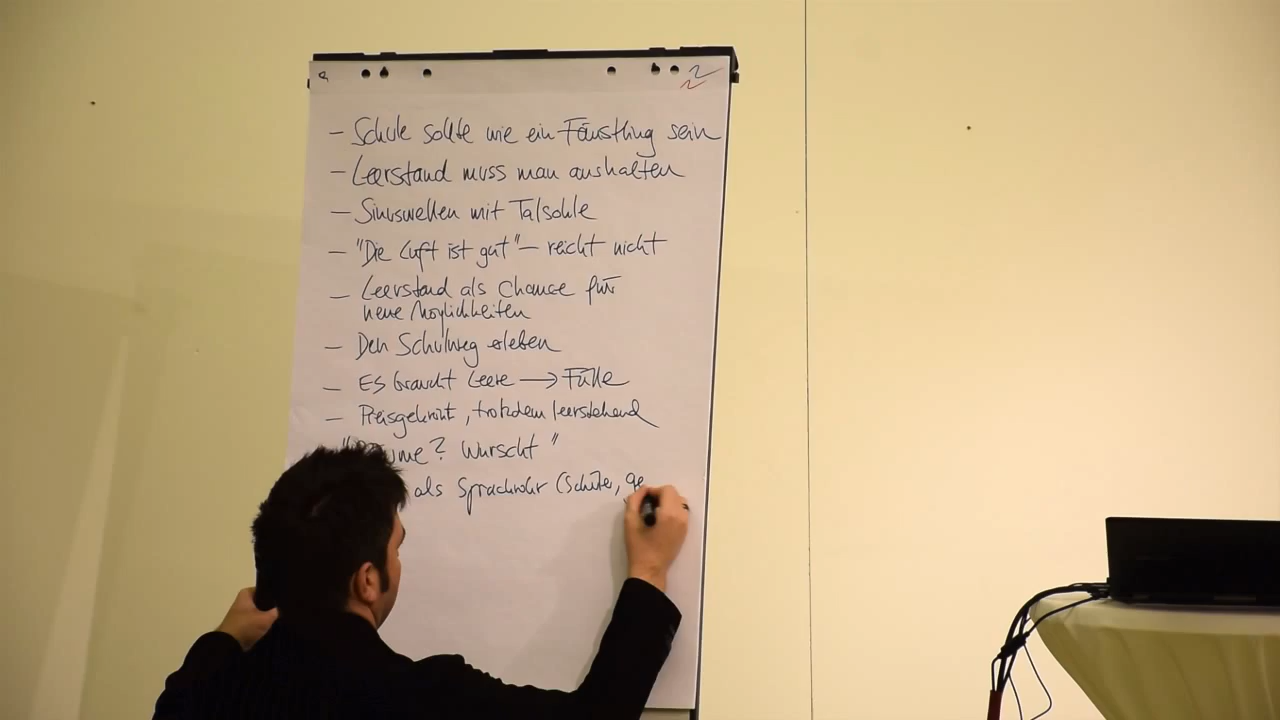 2
- Schule sollte wie ein Fäustling sein
- Leerstand muss man aushalten
- Sinuswellen mit Talsohle
- "Die Luft ist gut" - reicht nicht
- Leerstand als Chance für
neue Möglichkeiten
- Den Schulweg erleben
- Es braucht Leere → Fülle
- Preisgekrönt, trotzdem leerstehend
? Wurscht"
als Sprachrohr (Schüler, ge